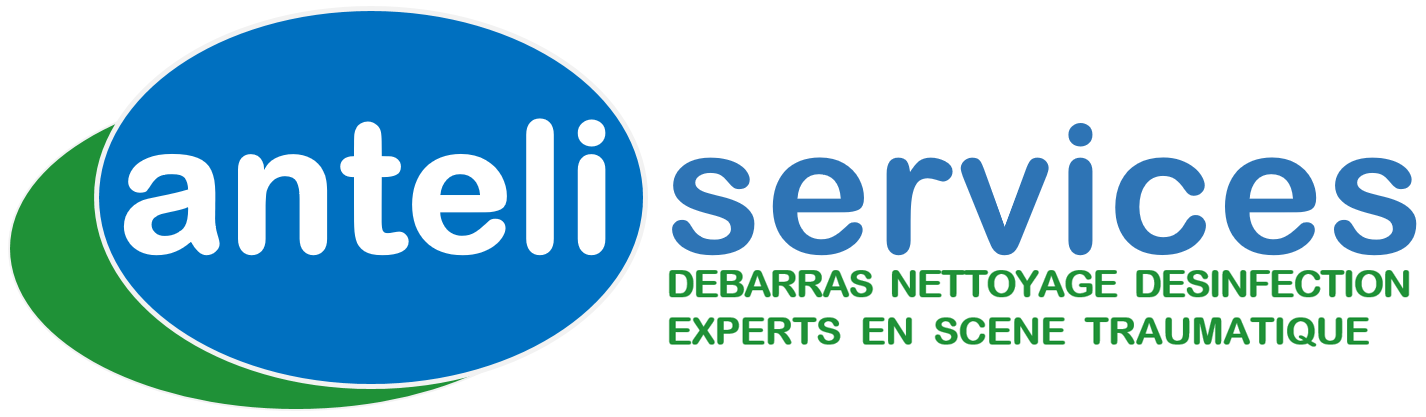 anteli services
DEBARRAS NETTOYAGE DESINFECTION
EXPERTS EN SCENE TRAUMATIQUE